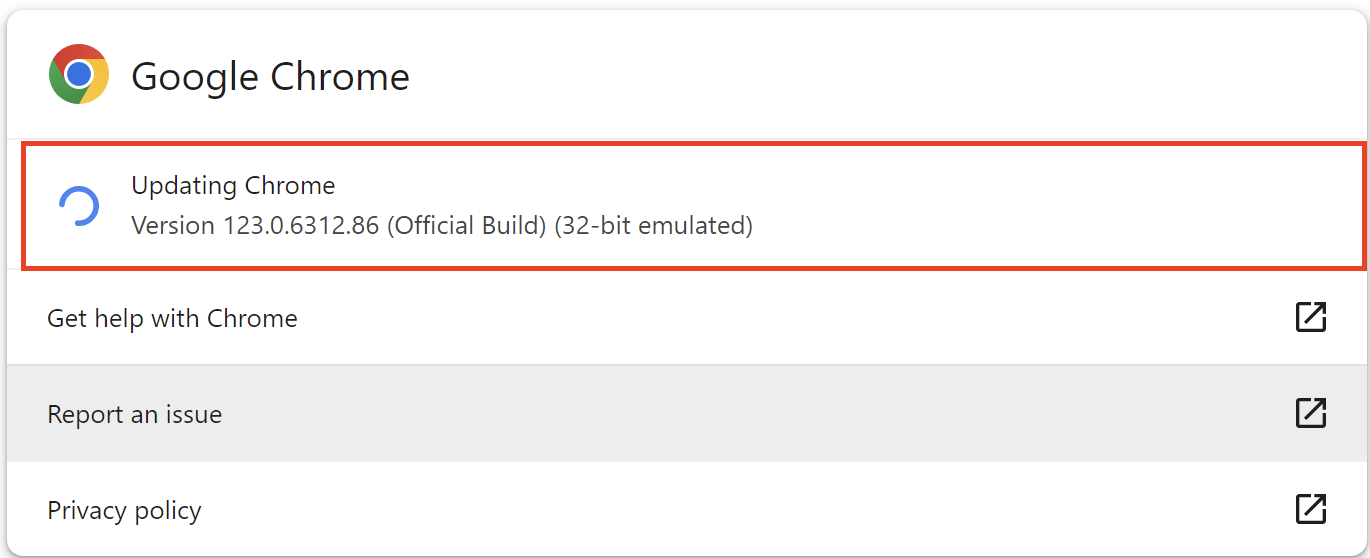 Google Chrome
Updating Chrome
Version 123.0.6312.86 (Official Build) (32-bit emulated)
Get help with Chrome
Report an issue
Privacy policy